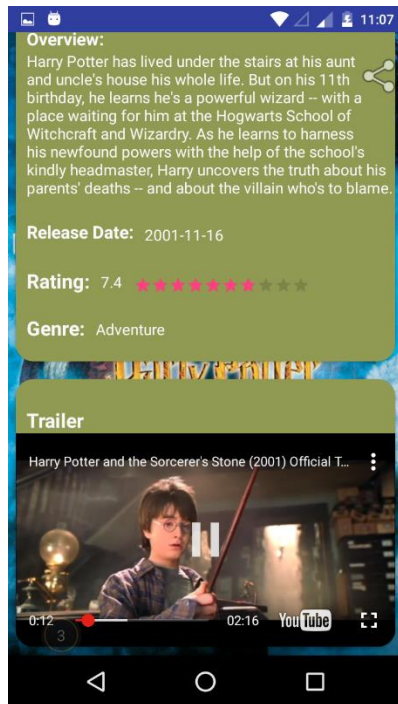 11:07
Overview:
Harry Potter has lived under the stairs at his aunt
and uncle's house his whole life. But on his 11th
birthday, he learns he's a powerful wizard -- with a
place waiting for him at the Hogwarts School of
Witchcraft and Wizardry. As he learns to harness
his newfound powers with the help of the school's
kindly headmaster, Harry uncovers the truth about his
parents' deaths -- and about the villain who's to blame.
Release Date: 2001-11-16
Rating: 7.4
Genre: Adventure
Trailer
Harry Potter and the Sorcerer's Stone (2001) Official T...
0:12 02:16 YouTube
3